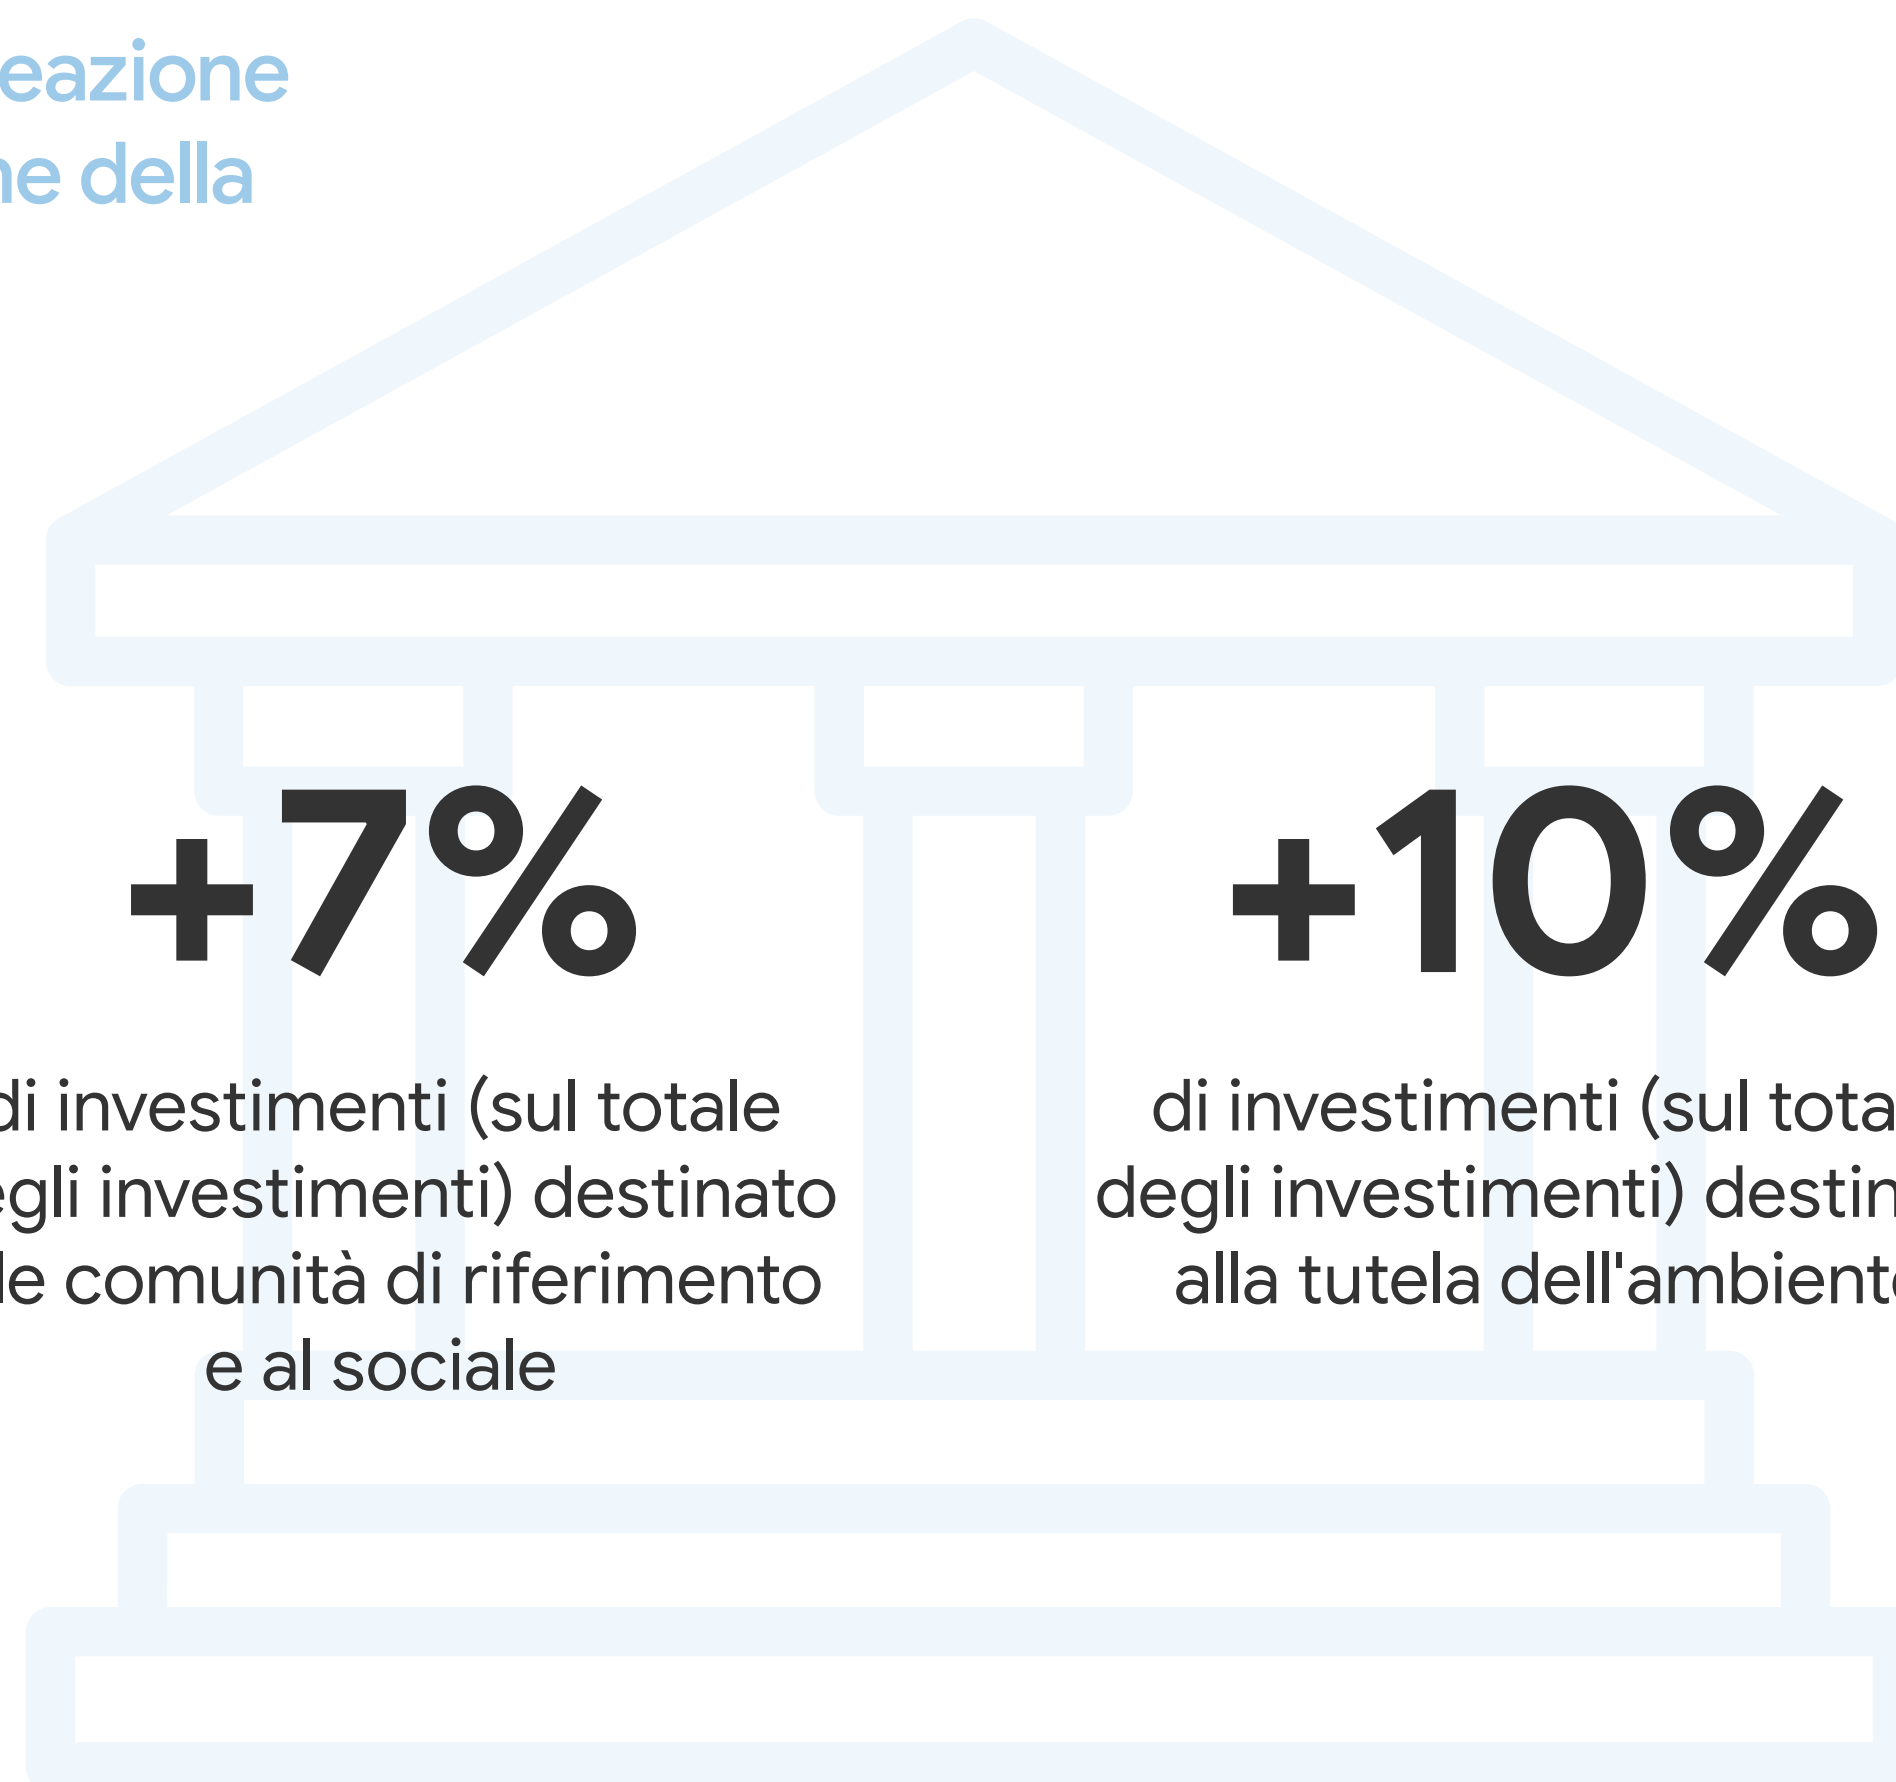 eazione
ne della
+7%
di investimenti (sul totale
egli investimenti) destinato
le comunità di riferimento
e al sociale
+10%
di investimenti (sul tota
degli investimenti) destin
alla tutela dell'ambiente